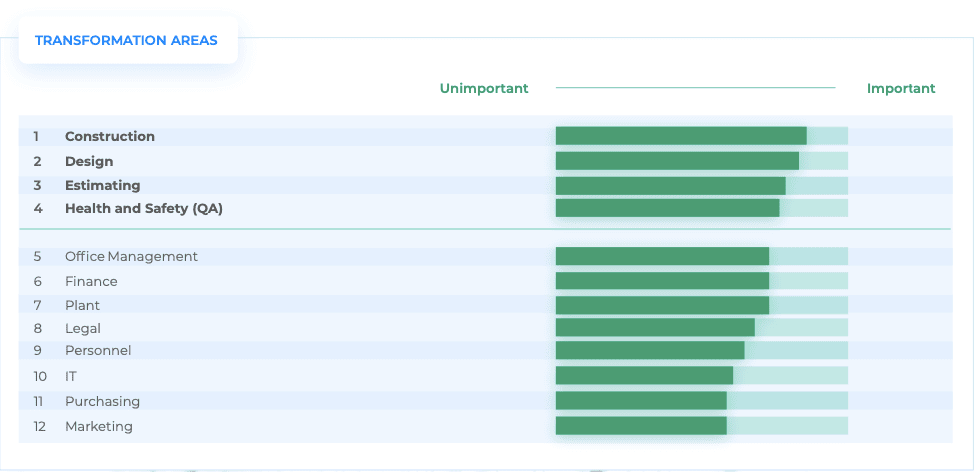 TRANSFORMATION AREAS
Unimportant Important
1 Construction
2 Design
3 Estimating
4 Health and Safety (QA)
5 Office Management
6 Finance
7 Plant
8 Legal
9 Personnel
10 IT
11 Purchasing
12 Marketing